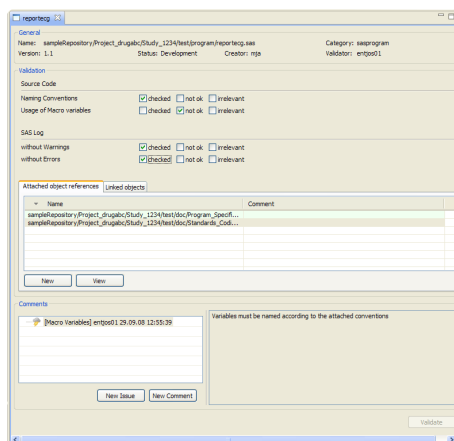 reportecg
General
Name: sampleRepository/Project_drugabc/Study_1234/test/program/reportecg.sas Category: sasprogram
Version: 1.1 Status: Development Creator: mja Validator: entjos01
Validation
Source Code
Naming Conventions checked not ok irrelevant
Usage of Macro variables checked not ok irrelevant
SAS Log
without Warnings checked not ok irrelevant
without Errors checked not ok irrelevant
Attached object references Linked objects
Name Comment
sampleRepository/Project_drugabc/Study_1234/test/doc/Program_Specifi...
sampleRepository/Project_drugabc/Study_1234/test/doc/Standards_Codi...
New View
Comments
[Macro Variables] entjos01 29.09.08 12:55:39
Variables must be named according to the attached conventions
New Issue New Comment
Validate